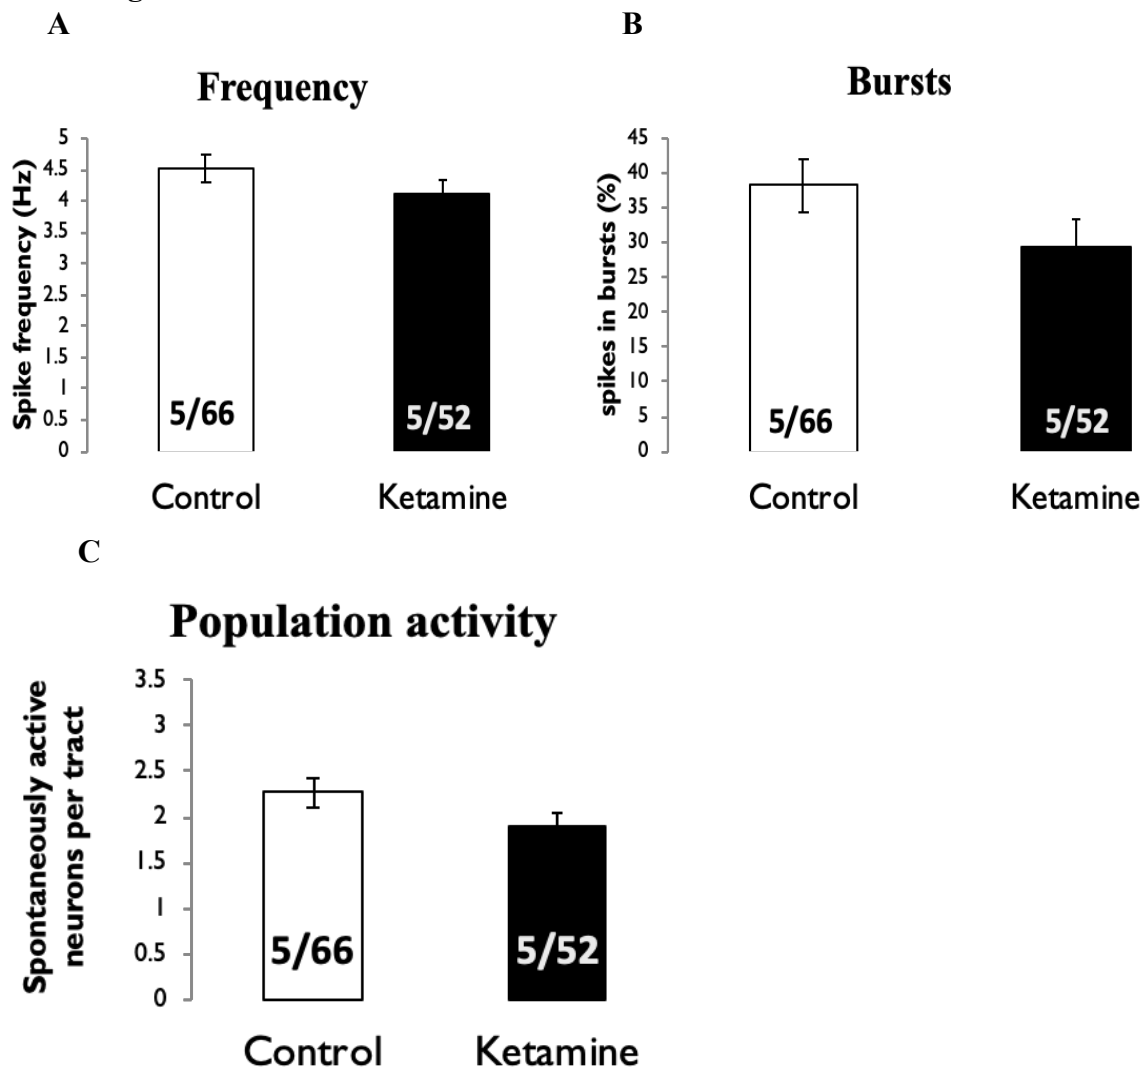 A
Frequency
Spike frequency (Hz)
5
4.5
4
3.5
3
2.5
2
1.5
1
0.5
0
5/66
5/52
Control
Ketamine
B
Bursts
spikes in bursts (%)
45
40
35
30
25
20
15
10
5
0
5/66
5/52
Control
Ketamine
C
Population activity
Spontaneously active
neurons per tract
3.5
3
2.5
2
1.5
1
0.5
0
5/66
5/52
Control
Ketamine